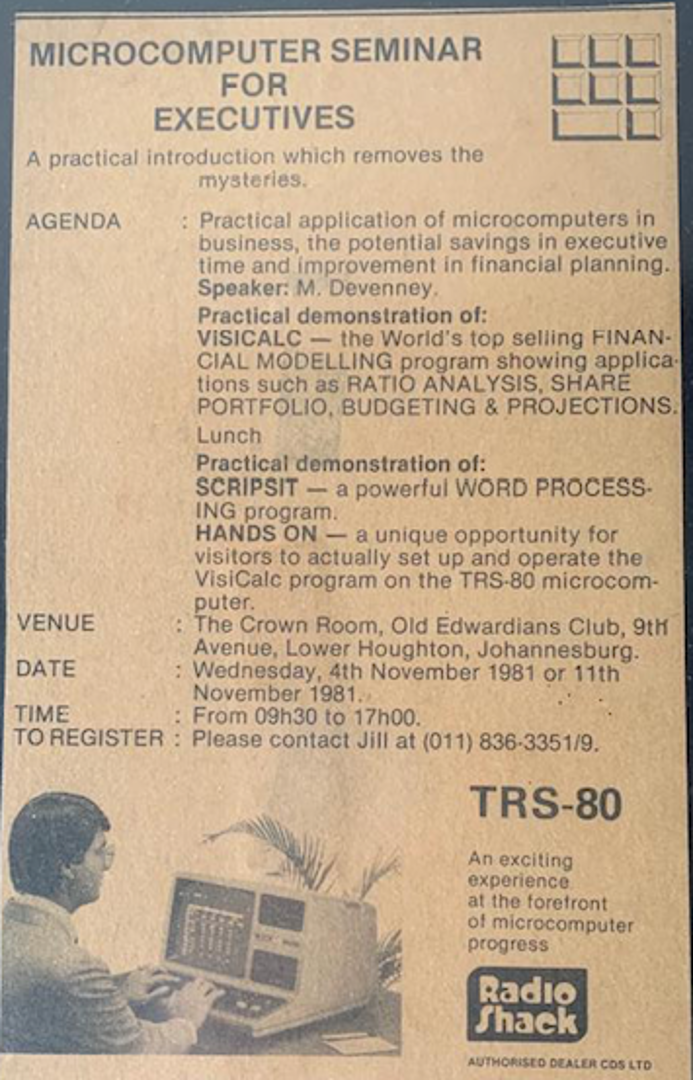 MICROCOMPUTER SEMINAR
FOR
EXECUTIVES
A practical introduction which removes the
mysteries.
AGENDA : Practical application of microcomputers in
business, the potential savings in executive
time and improvement in financial planning.
Speaker: M. Devenney.
Practical demonstration of:
VISICALC — the World's top selling FINAN-
CIAL MODELLING program showing applica-
tions such as RATIO ANALYSIS, SHARE
PORTFOLIO, BUDGETING & PROJECTIONS.
Lunch
Practical demonstration of:
SCRIPSIT — a powerful WORD PROCESS-
ING program.
HANDS ON — a unique opportunity for
visitors to actually set up and operate the
VisiCalc program on the TRS-80 microcom-
puter.
VENUE : The Crown Room, Old Edwardians Club, 9th
Avenue, Lower Houghton, Johannesburg.
DATE : Wednesday, 4th November 1981 or 11th
November 1981.
TIME : From 09h30 to 17h00.
TO REGISTER : Please contact Jill at (011) 836-3351/9.
TRS-80
An exciting
experience
at the forefront
of microcomputer
progress
Radio
Shack
AUTHORISED DEALER CDS LTD